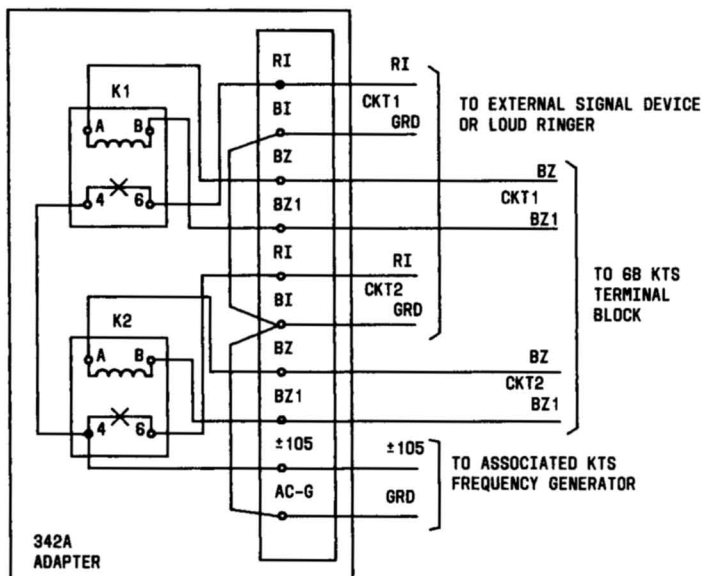 K1
A B
4 6
K2
A B
4 6
342A
ADAPTER
RI
BI
BZ
BZ1
RI
BI
BZ
BZ1
±105
AC-G
RI
CKT1
GRD
TO EXTERNAL SIGNAL DEVICE
OR LOUD RINGER
BZ
CKT1
BZ1
RI
CKT2
GRD
TO 6B KTS
TERMINAL
BLOCK
BZ
CKT2
BZ1
±105
GRD
TO ASSOCIATED KTS
FREQUENCY GENERATOR